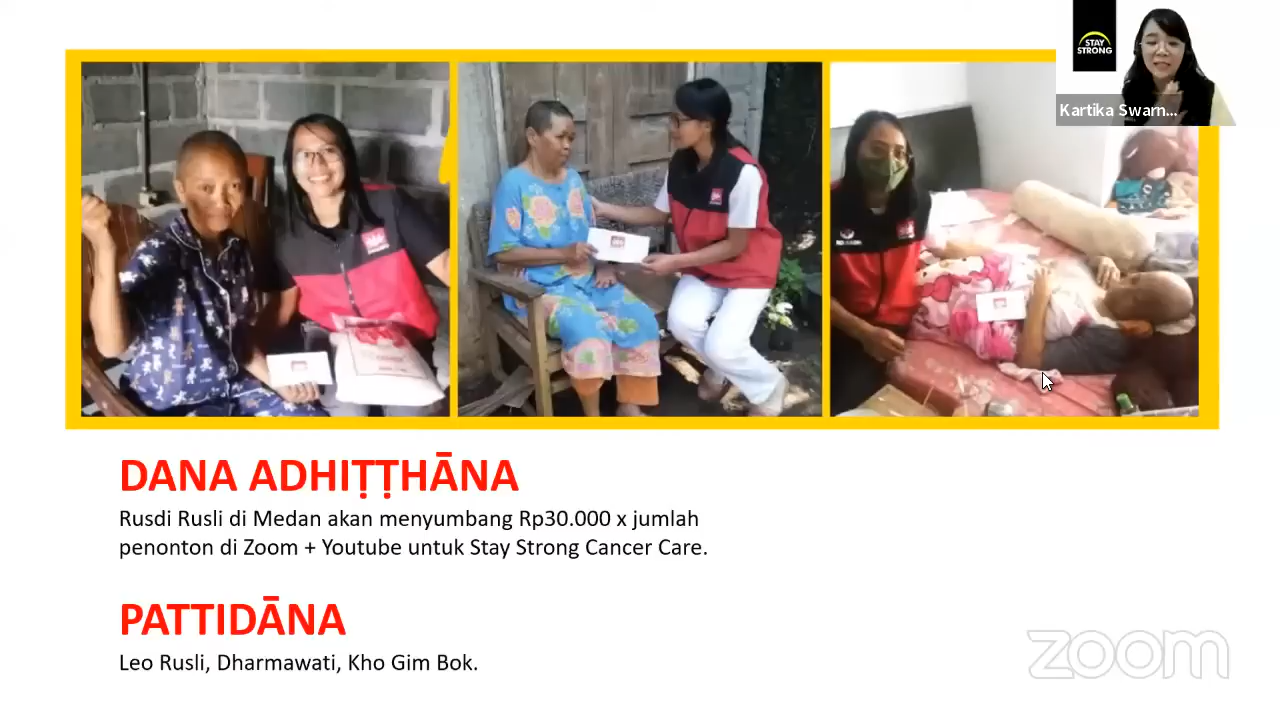 STAY
STRONG
Kartika Swarn...
DANA ADHIṬṬHĀNA
Rusdi Rusli di Medan akan menyumbang Rp30.000 x jumlah
penonton di Zoom + Youtube untuk Stay Strong Cancer Care.
PATTIDĀNA
Leo Rusli, Dharmawati, Kho Gim Bok.
zoom